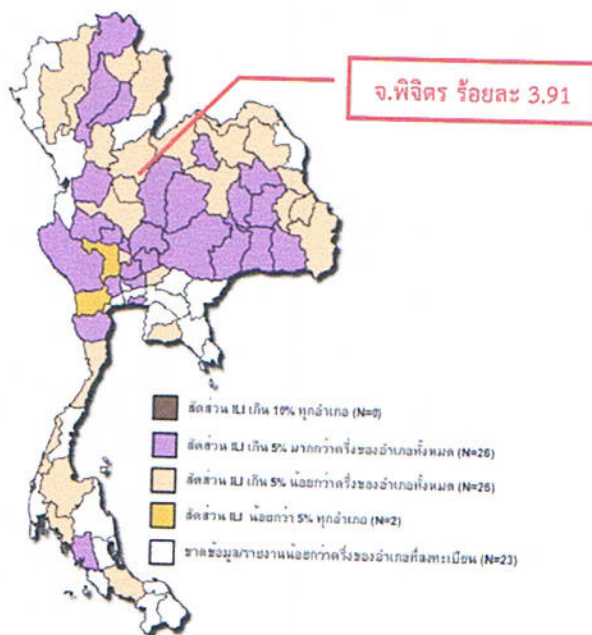 จ.พิจิตร ร้อยละ 3.91
สัดส่วน ILI เกิน 10% ทุกอำเภอ (N=0)
สัดส่วน ILI เกิน 5% มากกว่าครึ่งของอำเภอทั้งหมด (N=26)
สัดส่วน ILI เกิน 5% น้อยกว่าครึ่งของอำเภอทั้งหมด (N=26)
สัดส่วน ILI น้อยกว่า 5% ทุกอำเภอ (N=2)
ขาดข้อมูล/รายงานน้อยกว่าครึ่งของอำเภอที่ลงทะเบียน (N=23)